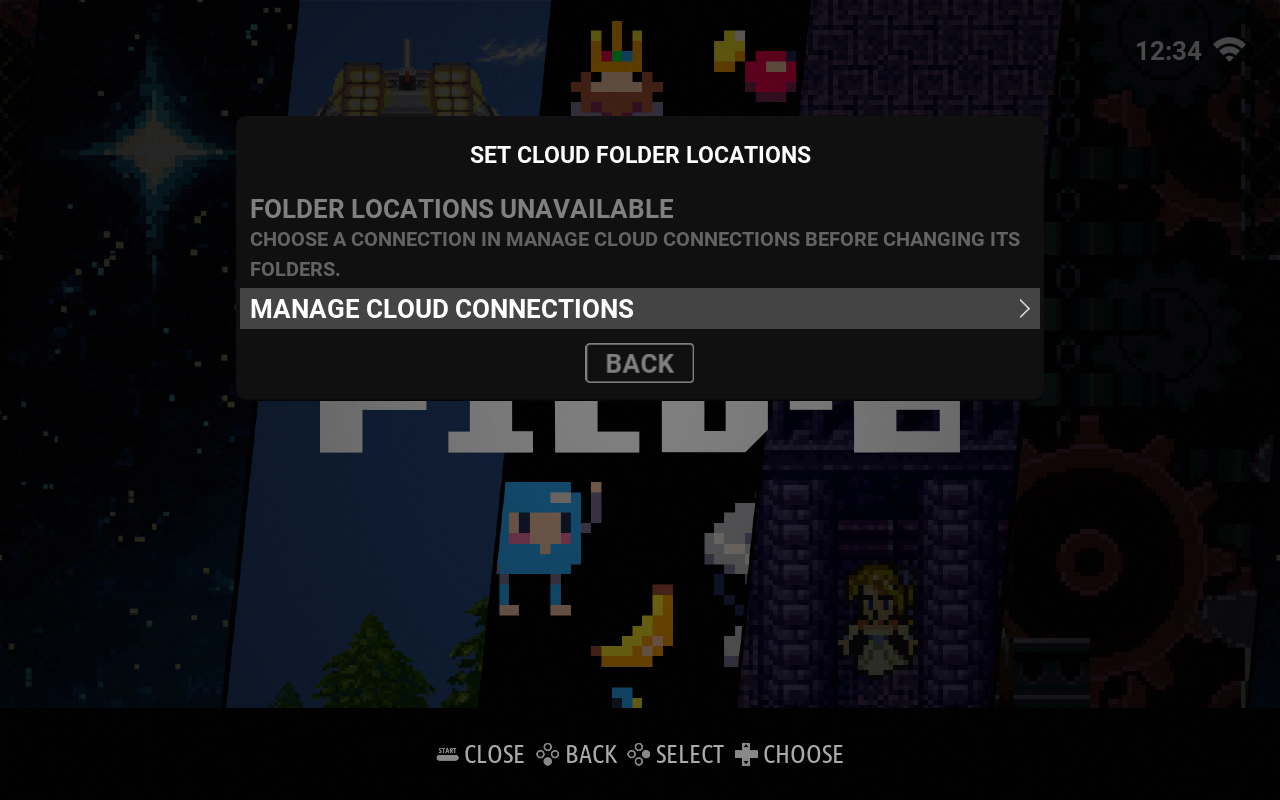 12:34
SET CLOUD FOLDER LOCATIONS
FOLDER LOCATIONS UNAVAILABLE
CHOOSE A CONNECTION IN MANAGE CLOUD CONNECTIONS BEFORE CHANGING ITS
FOLDERS.
MANAGE CLOUD CONNECTIONS
BACK
START CLOSE BACK SELECT CHOOSE